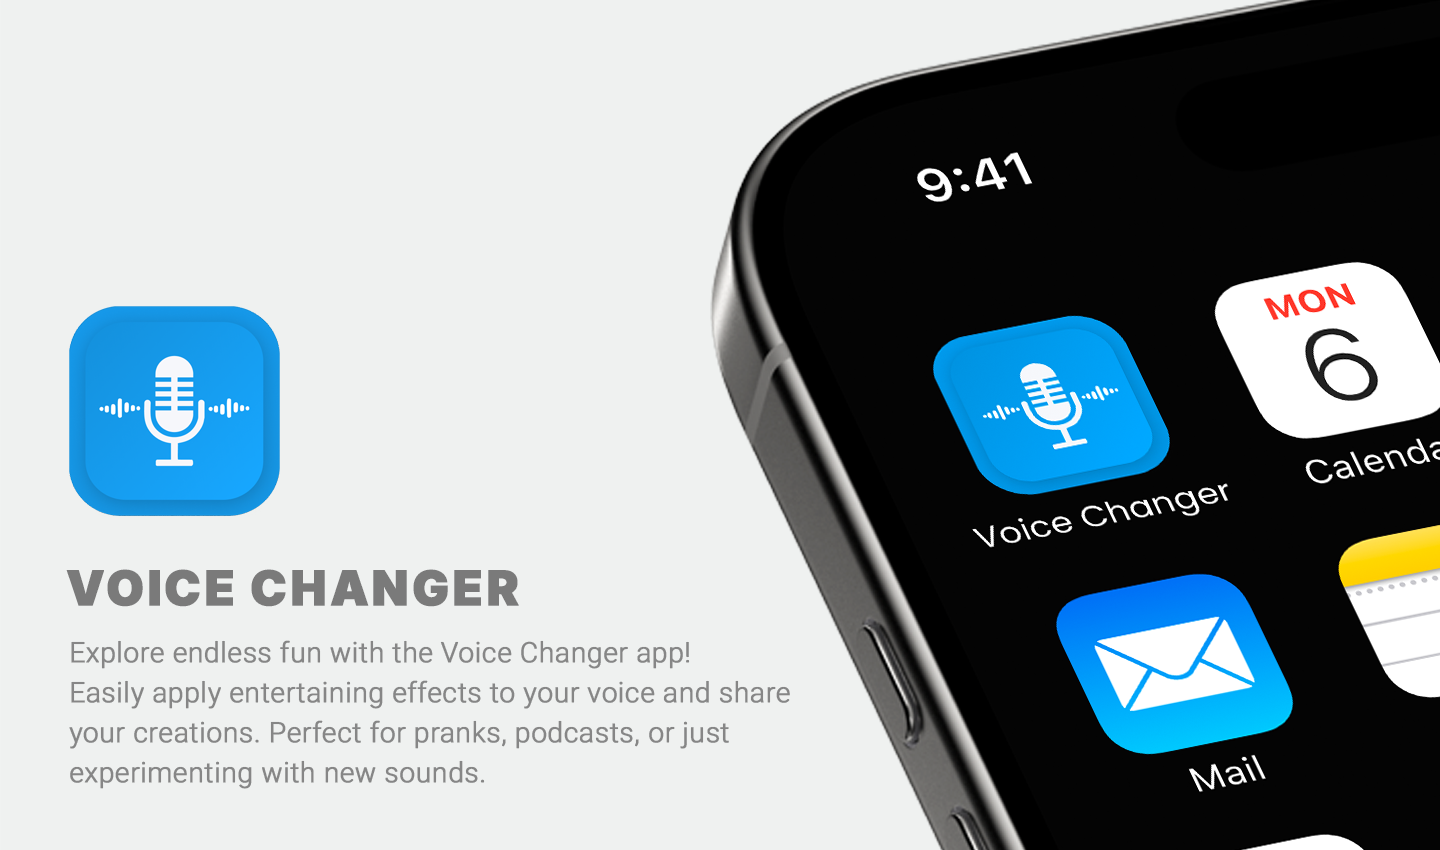 9:41
MON
6
Voice Changer
Calenda
Mail
VOICE CHANGER
Explore endless fun with the Voice Changer app!
Easily apply entertaining effects to your voice and share
your creations. Perfect for pranks, podcasts, or just
experimenting with new sounds.